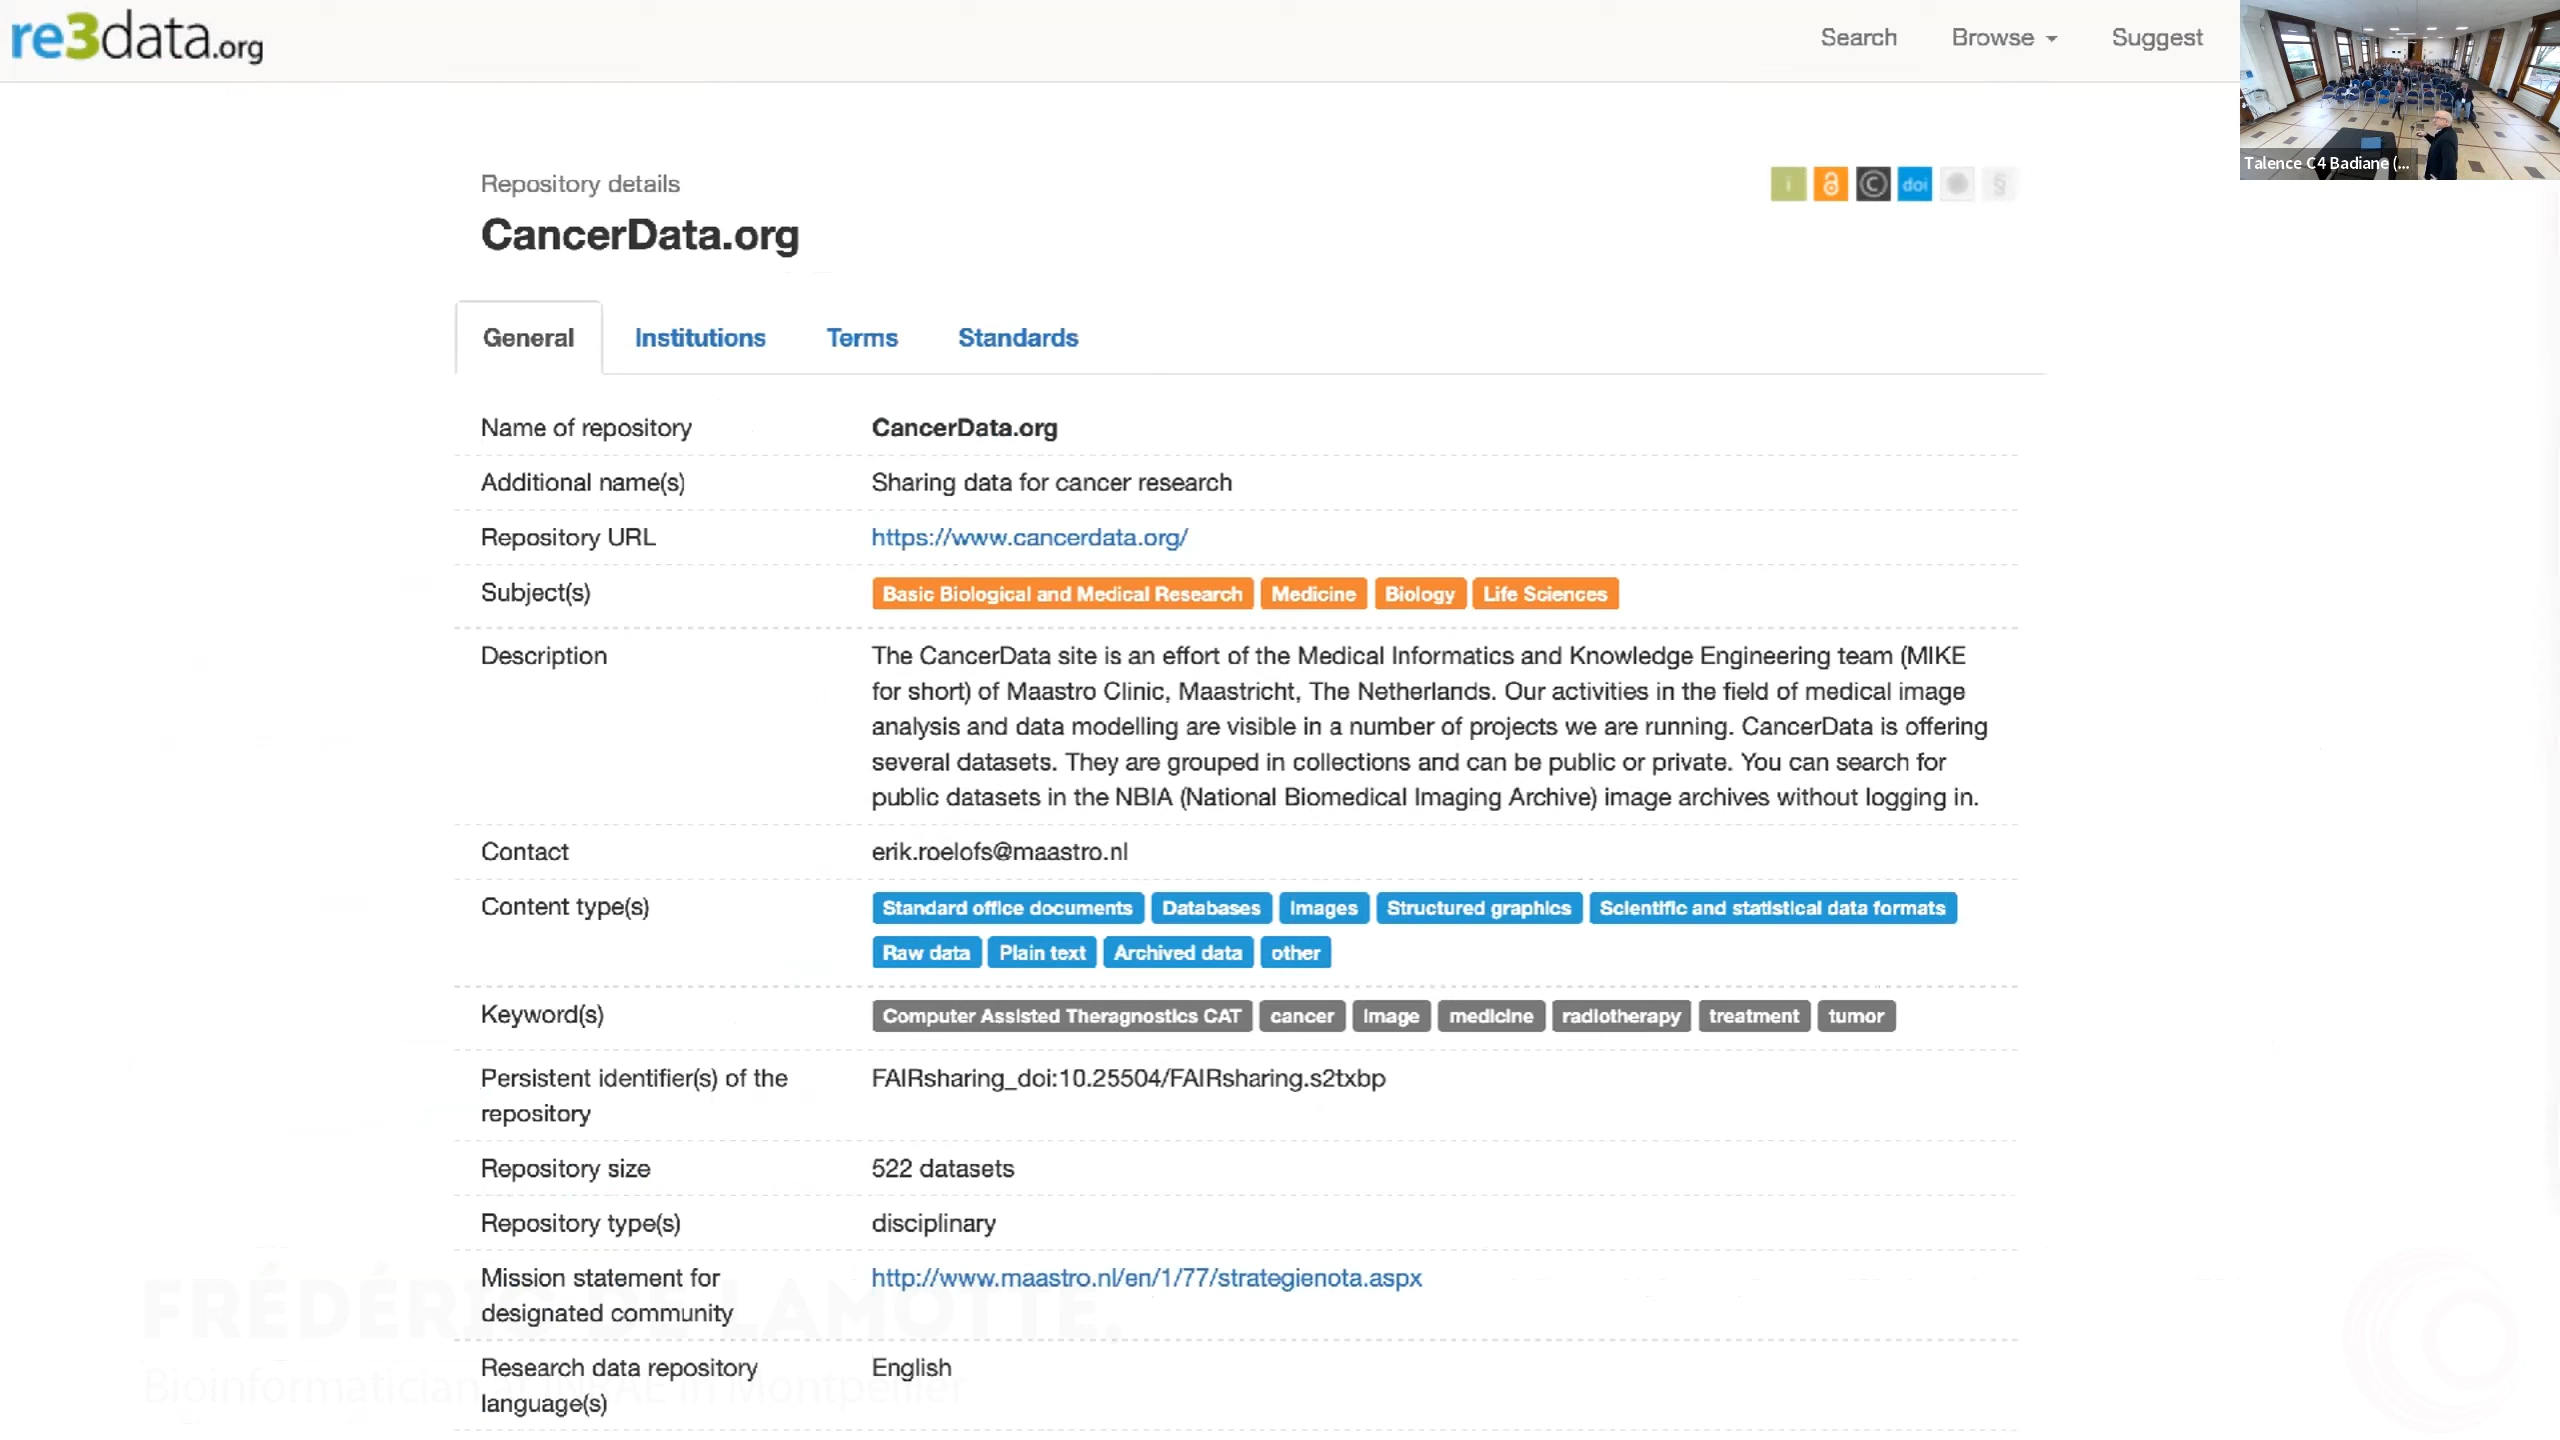 re3data.org
Search
Browse
Suggest
Talence C4 Badiane (...
Repository details
i
doi
§
CancerData.org
General
Institutions
Terms
Standards
Name of repository
CancerData.org
Additional name(s)
Sharing data for cancer research
Repository URL
https://www.cancerdata.org/
Subject(s)
Basic Biological and Medical Research
Medicine
Biology
Life Sciences
Description
The CancerData site is an effort of the Medical Informatics and Knowledge Engineering team (MIKE
for short) of Maastro Clinic, Maastricht, The Netherlands. Our activities in the field of medical image
analysis and data modelling are visible in a number of projects we are running. CancerData is offering
several datasets. They are grouped in collections and can be public or private. You can search for
public datasets in the NBIA (National Biomedical Imaging Archive) image archives without logging in.
Contact
erik.roelofs@maastro.nl
Content type(s)
Standard office documents
Databases
Images
Structured graphics
Scientific and statistical data formats
Raw data
Plain text
Archived data
other
Keyword(s)
Computer Assisted Theragnostics CAT
cancer
image
medicine
radiotherapy
treatment
tumor
Persistent identifier(s) of the
repository
FAIRsharing_doi:10.25504/FAIRsharing.s2txbp
Repository size
522 datasets
Repository type(s)
disciplinary
Mission statement for
designated community
http://www.maastro.nl/en/1/77/strategienota.aspx
Research data repository
language(s)
English
FRÉDÉRIC DE LAMOTTE,
Bioinformatician at INRAE in Montpellier